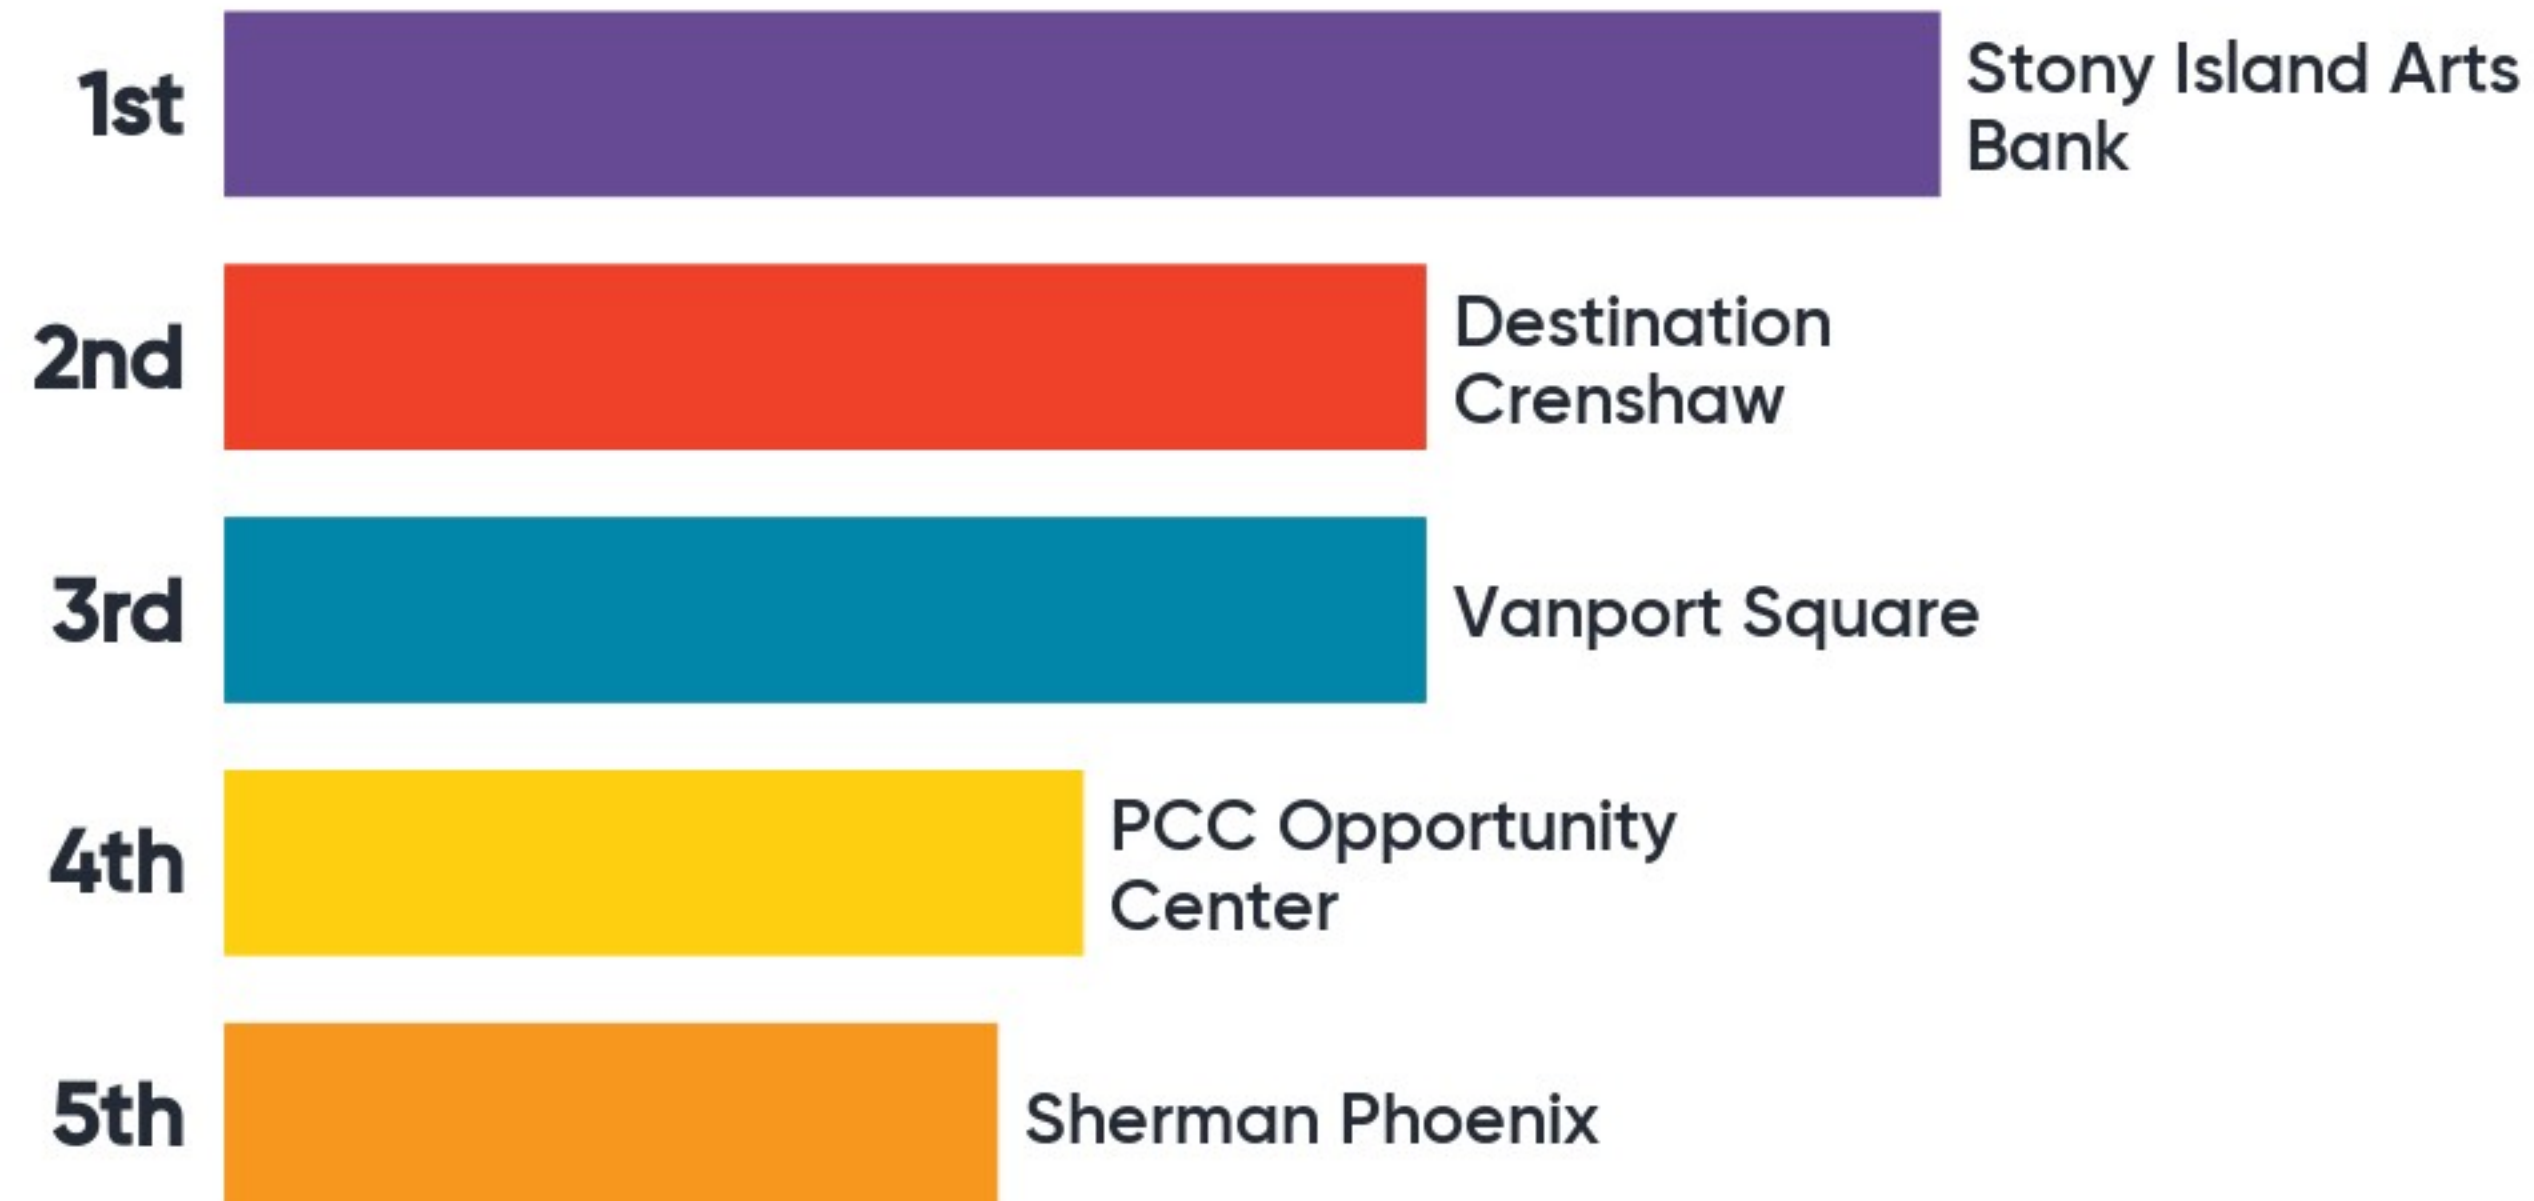 1st
Stony Island Arts
Bank
2nd
Destination
Crenshaw
3rd
Vanport Square
4th
PCC Opportunity
Center
5th
Sherman Phoenix